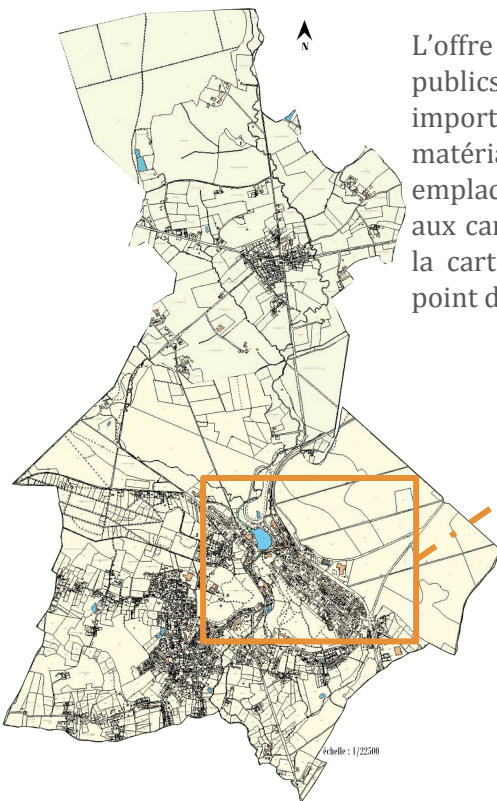 N
L’offre
publics
import
matéria
emplac
aux car
la cart
point d
échelle : 1/22500